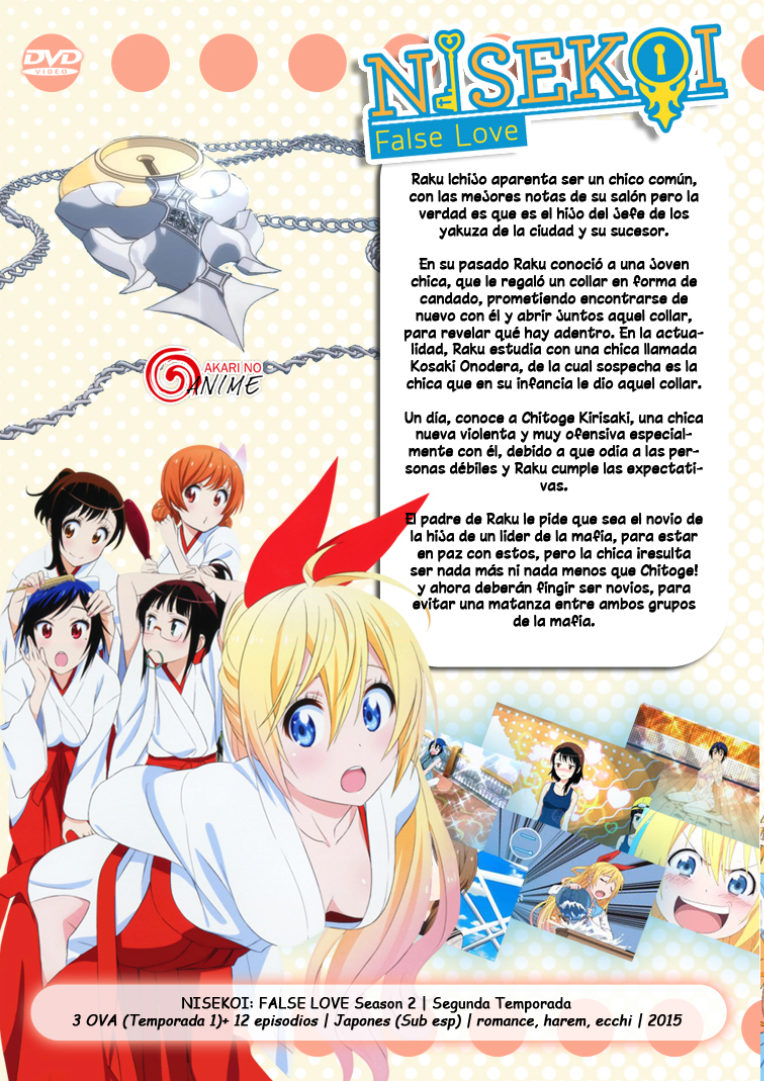 DVD
VIDEO
NISEKOI
False Love
Raku Ichijo aparenta ser un chico común,
con las mejores notas de su salón pero la
verdad es que es el hijo del jefe de los
yakuza de la ciudad y su sucesor.
En su pasado Raku conoció a una joven
chica, que le regaló un collar en forma de
candado, prometiendo encontrarse de
nuevo con él y abrir juntos aquel collar,
para revelar qué hay adentro. En la actua-
lidad, Raku estudia con una chica llamada
Kosaki Onodera, de la cual sospecha es la
chica que en su infancia le dio aquel collar.
Un día, conoce a Chitoge Kirisaki, una chica
nueva violenta y muy ofensiva especial-
mente con él, debido a que odia a las per-
sonas débiles y Raku cumple las expectati-
vas.
El padre de Raku le pide que sea el novio de
la hija de un lider de la mafia, para estar
en paz con estos, pero la chica ¡resulta
ser nada más ni nada menos que Chitoge!
y ahora deberán fingir ser novios, para
evitar una matanza entre ambos grupos
de la mafia.
AKARI NO
ANIME
NISEKOI: FALSE LOVE Season 2 | Segunda Temporada
3 OVA (Temporada 1)+ 12 episodios | Japones (Sub esp) | romance, harem, ecchi | 2015